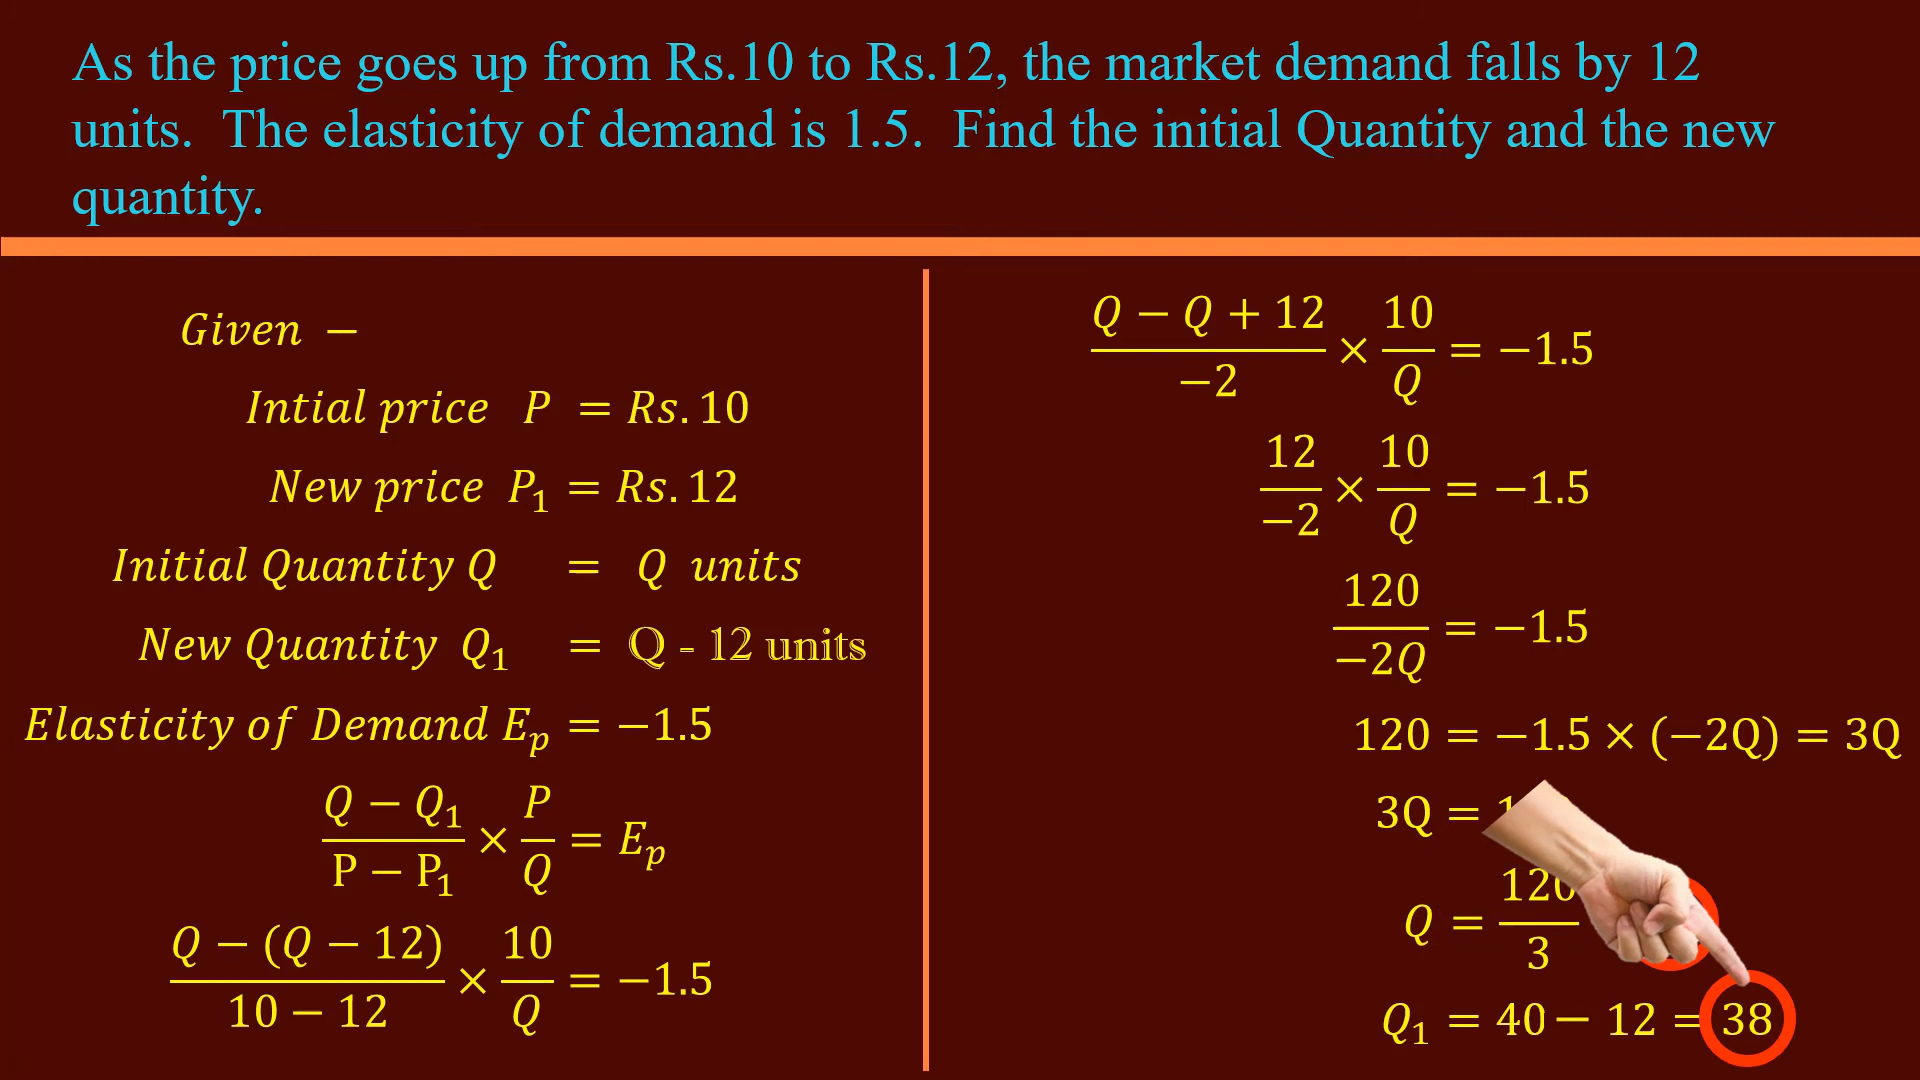 As the price goes up from Rs.10 to Rs.12, the market demand falls by 12
units. The elasticity of demand is 1.5. Find the initial Quantity and the new
quantity.
Given −
Intial price P = Rs. 10
New price P₁ = Rs. 12
Initial Quantity Q = Q units
New Quantity Q₁ = Q - 12 units
Elasticity of Demand Eₚ = −1.5
(Q − Q₁)/(P − P₁) × P/Q = Eₚ
(Q − (Q − 12))/(10 − 12) × 10/Q = −1.5
(Q − Q + 12)/(−2) × 10/Q = −1.5
12/(−2) × 10/Q = −1.5
120/(−2Q) = −1.5
120 = −1.5 × (−2Q) = 3Q
3Q =
Q = 120/3
Q₁ = 40 − 12 = 38